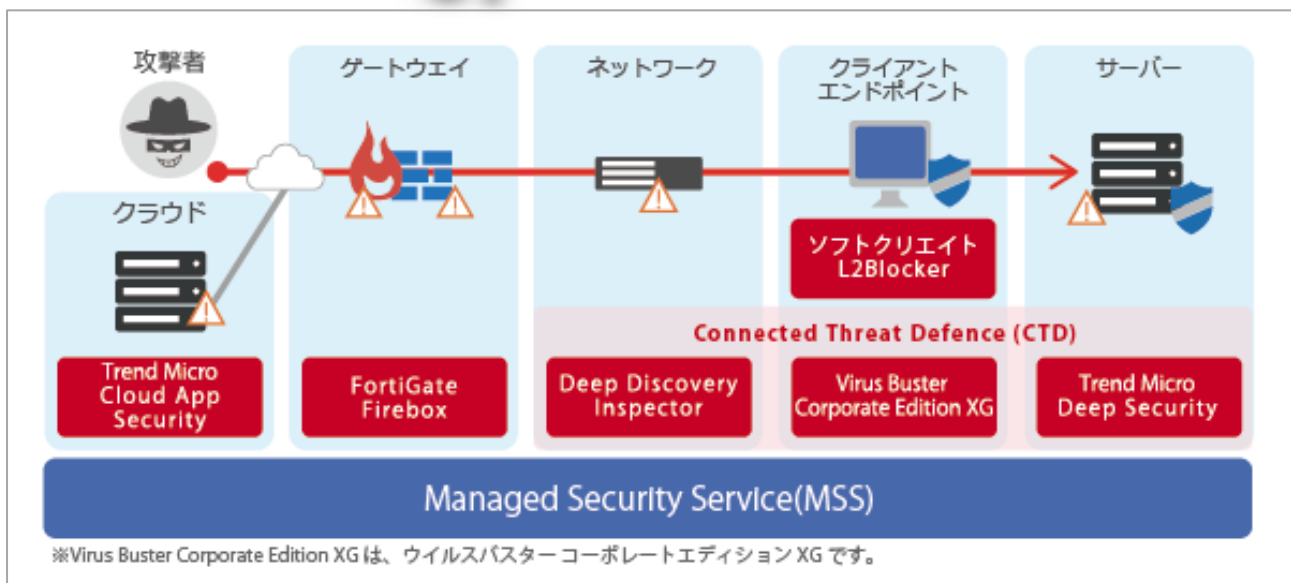 攻撃者
ゲートウェイ
ネットワーク
クライアント
エンドポイント
サーバー
クラウド
ソフトクリエイト
L2Blocker
Connected Threat Defence (CTD)
Trend Micro
Cloud App
Security
FortiGate
Firebox
Deep Discovery
Inspector
Virus Buster
Corporate Edition XG
Trend Micro
Deep Security
Managed Security Service(MSS)
※Virus Buster Corporate Edition XG は、ウイルスバスター コーポレートエディション XG です。